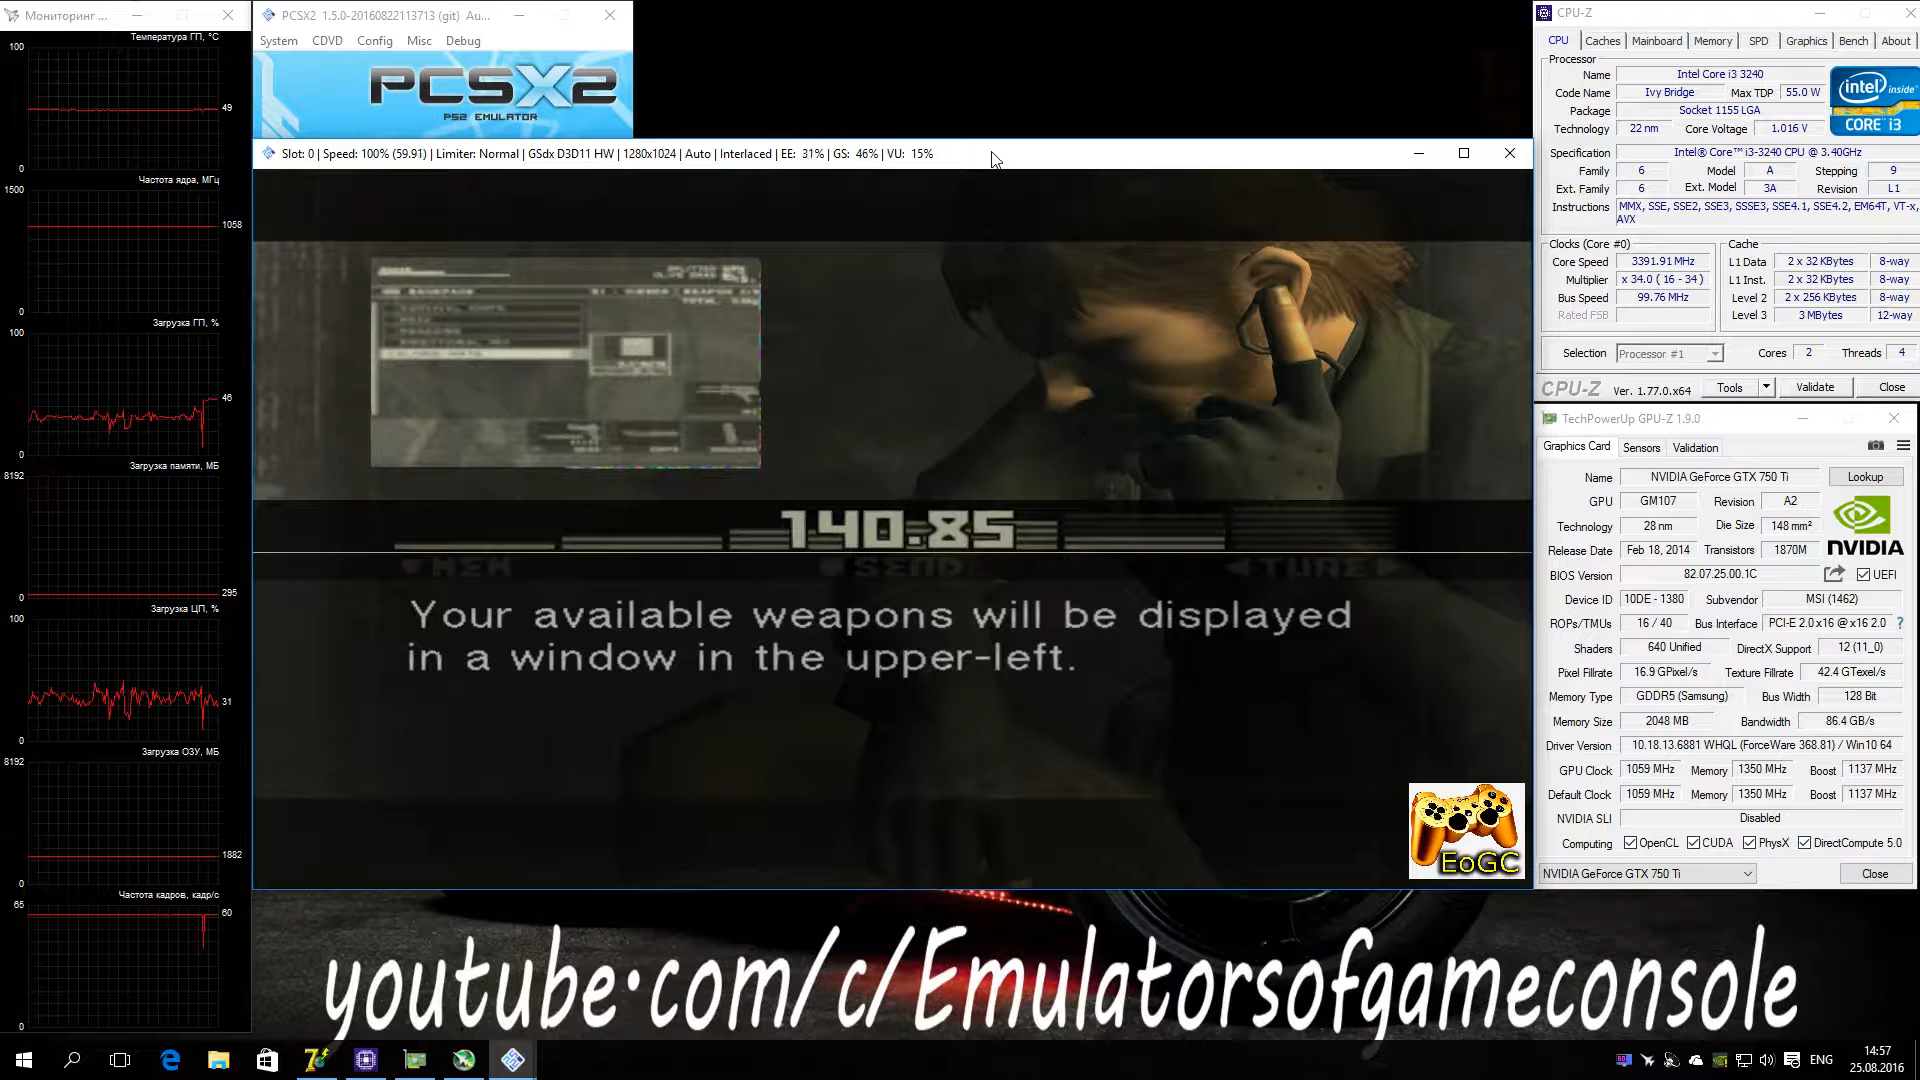 Мониторинг ...
Температура ГП, °C
100
49
0
Частота ядра, МГц
1500
1058
0
Загрузка ГП, %
100
46
0
Загрузка памяти, МБ
8192
295
0
Загрузка ЦП, %
100
31
0
Загрузка ОЗУ, МБ
8192
1882
0
Частота кадров, кадр/с
65
60
0
PCSX2 1.5.0-20160822113713 (git) Au...
System CDVD Config Misc Debug
PCSX2
PS2 EMULATOR
Slot: 0 | Speed: 100% (59.91) | Limiter: Normal | GSdx D3D11 HW | 1280x1024 | Auto | Interlaced | EE: 31% | GS: 46% | VU: 15%
140.85
MEM SEND TUNE
Your available weapons will be displayed
in a window in the upper-left.
EoGC
youtube.com/c/Emulatorsofgameconsole
CPU-Z
CPU Caches Mainboard Memory SPD Graphics Bench About
Processor
Name Intel Core i3 3240
Code Name Ivy Bridge Max TDP 55.0 W
Package Socket 1155 LGA
Technology 22 nm Core Voltage 1.016 V
intel inside
CORE i3
Specification Intel® Core™ i3-3240 CPU @ 3.40GHz
Family 6 Model A Stepping 9
Ext. Family 6 Ext. Model 3A Revision L1
Instructions MMX, SSE, SSE2, SSE3, SSSE3, SSE4.1, SSE4.2, EM64T, VT-x,
AVX
Clocks (Core #0) Cache
Core Speed 3391.91 MHz L1 Data 2 x 32 KBytes 8-way
Multiplier x 34.0 ( 16 - 34 ) L1 Inst. 2 x 32 KBytes 8-way
Bus Speed 99.76 MHz Level 2 2 x 256 KBytes 8-way
Rated FSB Level 3 3 MBytes 12-way
Selection Processor #1 Cores 2 Threads 4
CPU-Z Ver. 1.77.0.x64 Tools Validate Close
TechPowerUp GPU-Z 1.9.0
Graphics Card Sensors Validation
Name NVIDIA GeForce GTX 750 Ti Lookup
GPU GM107 Revision A2
Technology 28 nm Die Size 148 mm²
Release Date Feb 18, 2014 Transistors 1870M
NVIDIA
BIOS Version 82.07.25.00.1C UEFI
Device ID 10DE - 1380 Subvendor MSI (1462)
ROPs/TMUs 16 / 40 Bus Interface PCI-E 2.0 x16 @ x16 2.0 ?
Shaders 640 Unified DirectX Support 12 (11_0)
Pixel Fillrate 16.9 GPixel/s Texture Fillrate 42.4 GTexel/s
Memory Type GDDR5 (Samsung) Bus Width 128 Bit
Memory Size 2048 MB Bandwidth 86.4 GB/s
Driver Version 10.18.13.6881 WHQL (ForceWare 368.81) / Win10 64
GPU Clock 1059 MHz Memory 1350 MHz Boost 1137 MHz
Default Clock 1059 MHz Memory 1350 MHz Boost 1137 MHz
NVIDIA SLI Disabled
Computing OpenCL CUDA PhysX DirectCompute 5.0
NVIDIA GeForce GTX 750 Ti Close
60
ENG
14:57
25.08.2016